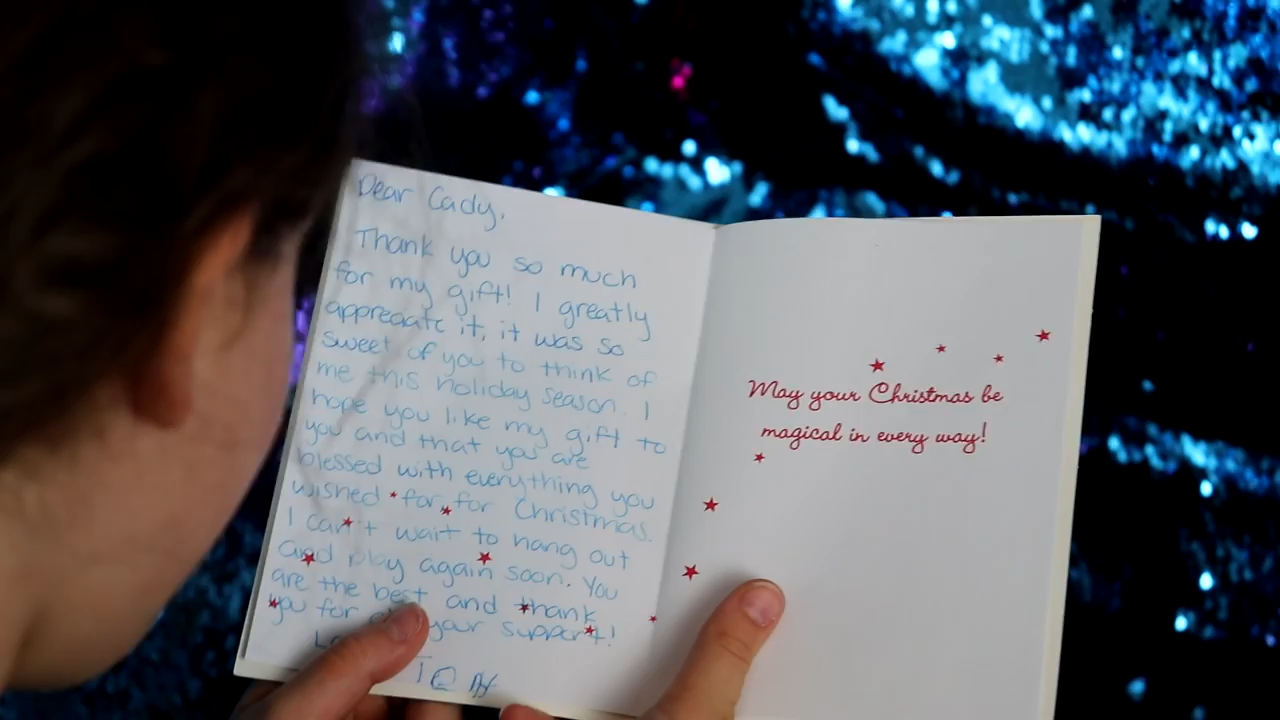 Dear Cady,
Thank you so much
for my gift! I greatly
appreciate it, it was so
sweet of you to think of
me this holiday season. I
hope you like my gift to
you and that you are
blessed with everything you
wished for, for Christmas.
I can't wait to hang out
and play again soon. You
are the best and thank
you for your support!
May your Christmas be
magical in every way!